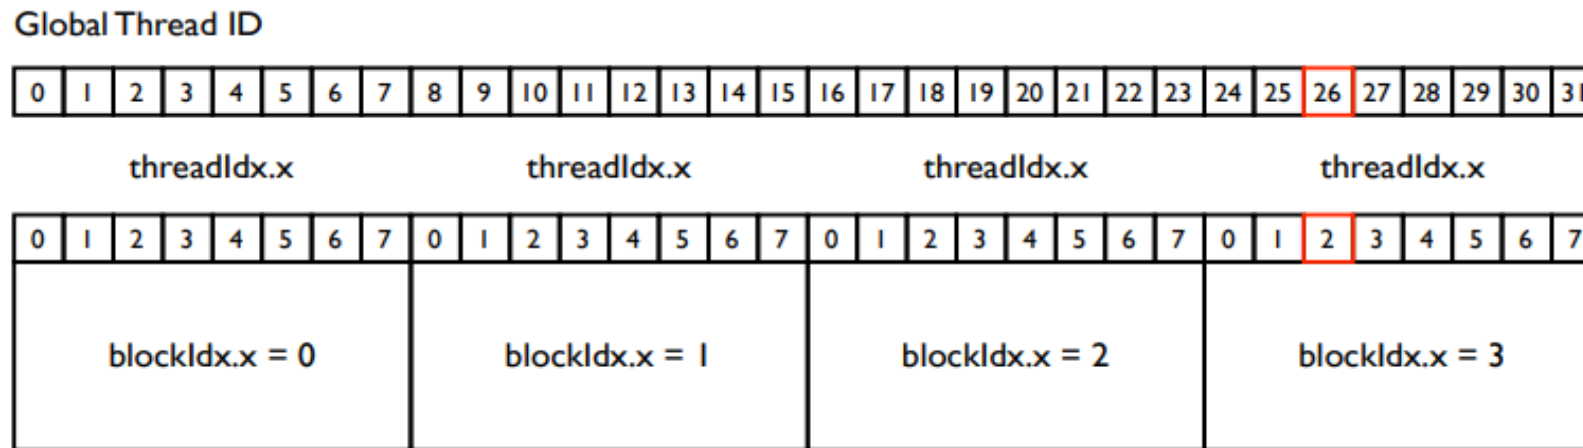 Global Thread ID
0 1 2 3 4 5 6 7 8 9 10 11 12 13 14 15 16 17 18 19 20 21 22 23 24 25 26 27 28 29 30 31
threadIdx.x threadIdx.x threadIdx.x threadIdx.x
0 1 2 3 4 5 6 7 0 1 2 3 4 5 6 7 0 1 2 3 4 5 6 7 0 1 2 3 4 5 6 7
blockIdx.x = 0 blockIdx.x = 1 blockIdx.x = 2 blockIdx.x = 3